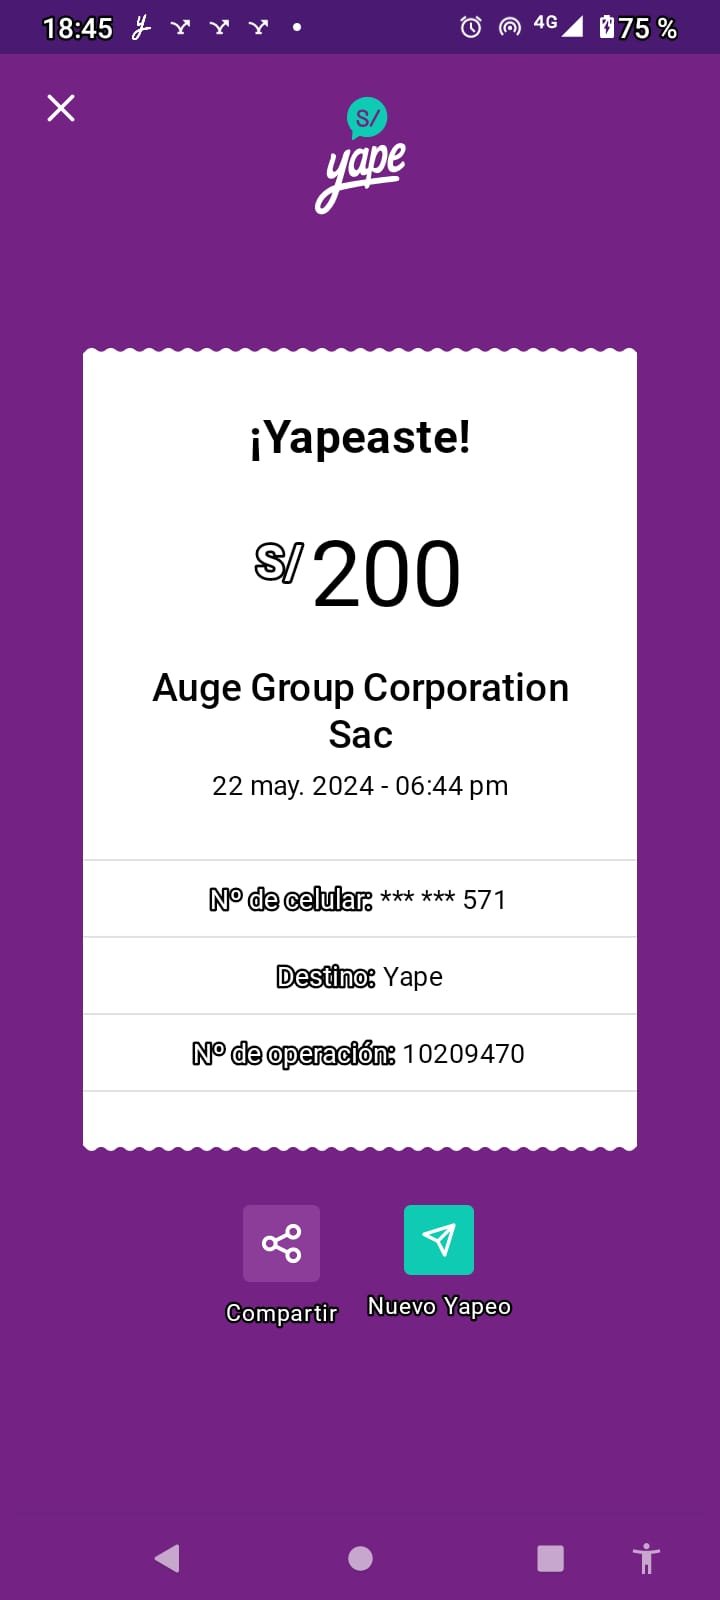 18:45 4G 75 %
S/
yape
¡Yapeaste!
S/ 200
Auge Group Corporation
Sac
22 may. 2024 - 06:44 pm
Nº de celular: *** *** 571
Destino: Yape
Nº de operación: 10209470
Compartir Nuevo Yapeo